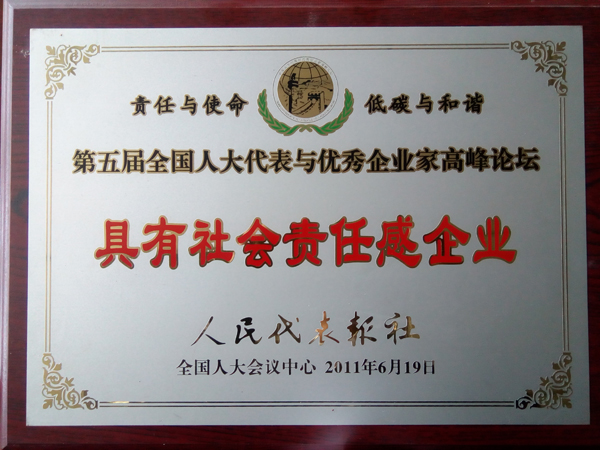 责任与使命 低碳与和谐
第五届全国人大代表与优秀企业家高峰论坛
具有社会责任感企业
人民代表报社
全国人大会议中心 2011年6月19日